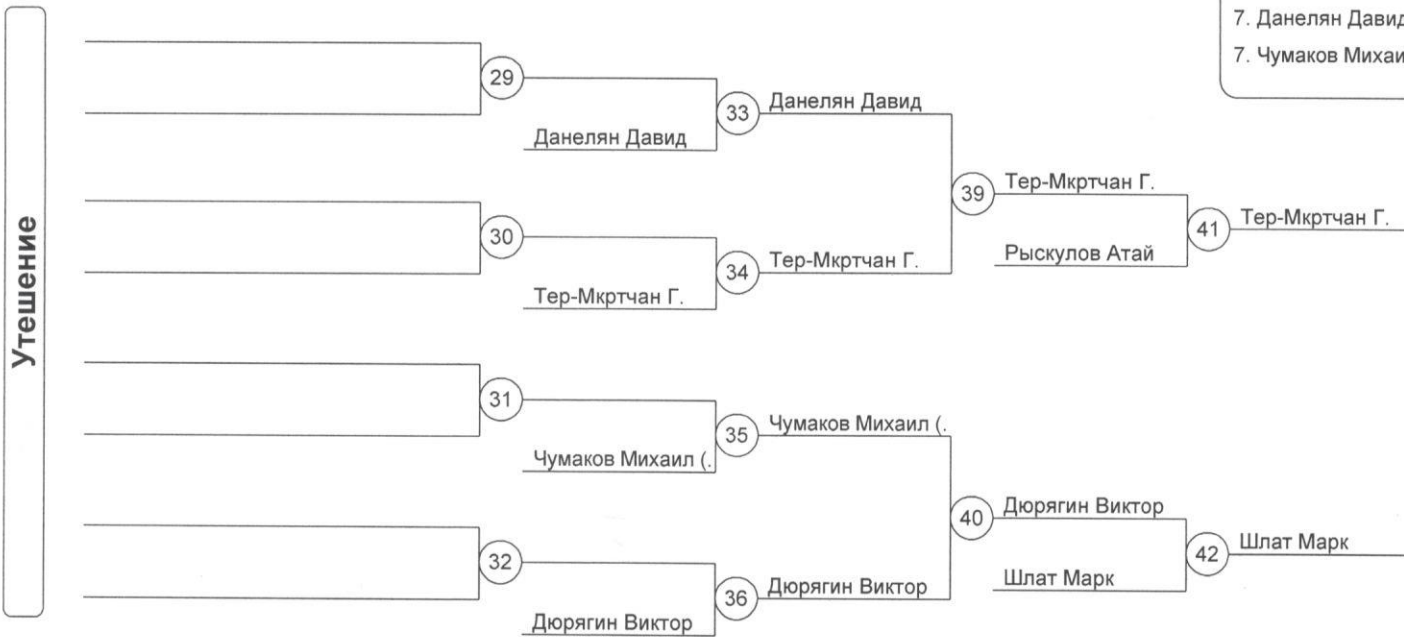 7. Данелян Давид
7. Чумаков Михаи
Утешение
29
33
Данелян Давид
Данелян Давид
39
Тер-Мкртчан Г.
30
41
Тер-Мкртчан Г.
34
Тер-Мкртчан Г.
Рыскулов Атай
Тер-Мкртчан Г.
31
35
Чумаков Михаил (.
Чумаков Михаил (.
40
Дюрягин Виктор
32
42
Шлат Марк
36
Дюрягин Виктор
Шлат Марк
Дюрягин Виктор